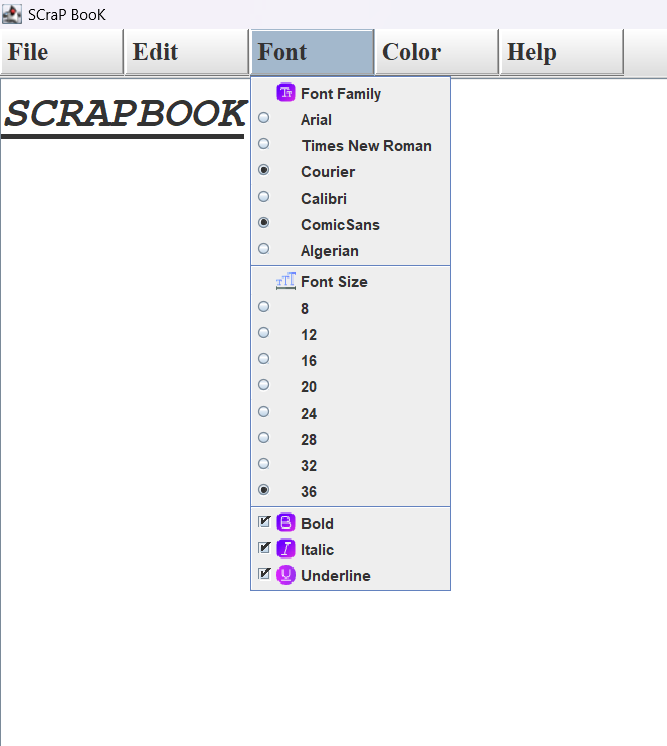 SCraP BooK
File Edit Font Color Help
SCRAPBOOK
Font Family
Arial
Times New Roman
Courier
Calibri
ComicSans
Algerian
Font Size
8
12
16
20
24
28
32
36
Bold
Italic
Underline